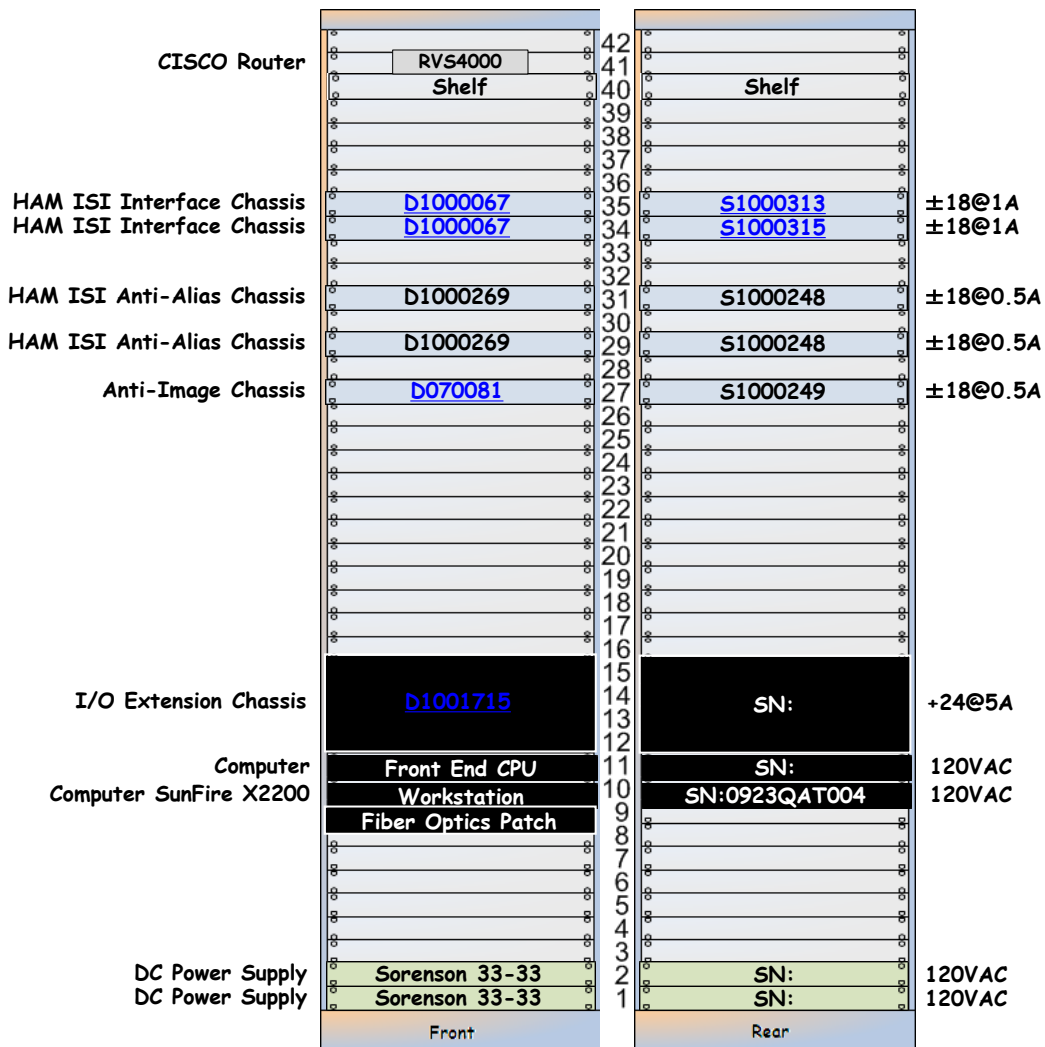 42
CISCO Router RVS4000 41
Shelf 40 Shelf
39
38
37
36
HAM ISI Interface Chassis D1000067 35 S1000313 ±18@1A
HAM ISI Interface Chassis D1000067 34 S1000315 ±18@1A
33
32
HAM ISI Anti-Alias Chassis D1000269 31 S1000248 ±18@0.5A
30
HAM ISI Anti-Alias Chassis D1000269 29 S1000248 ±18@0.5A
28
Anti-Image Chassis D070081 27 S1000249 ±18@0.5A
26
25
24
23
22
21
20
19
18
17
16
15
I/O Extension Chassis D1001715 14 SN: +24@5A
13
12
Computer Front End CPU 11 SN: 120VAC
Computer SunFire X2200 Workstation 10 SN:0923QAT004 120VAC
9
Fiber Optics Patch
8
7
6
5
4
3
DC Power Supply Sorenson 33-33 2 SN: 120VAC
DC Power Supply Sorenson 33-33 1 SN: 120VAC
Front Rear